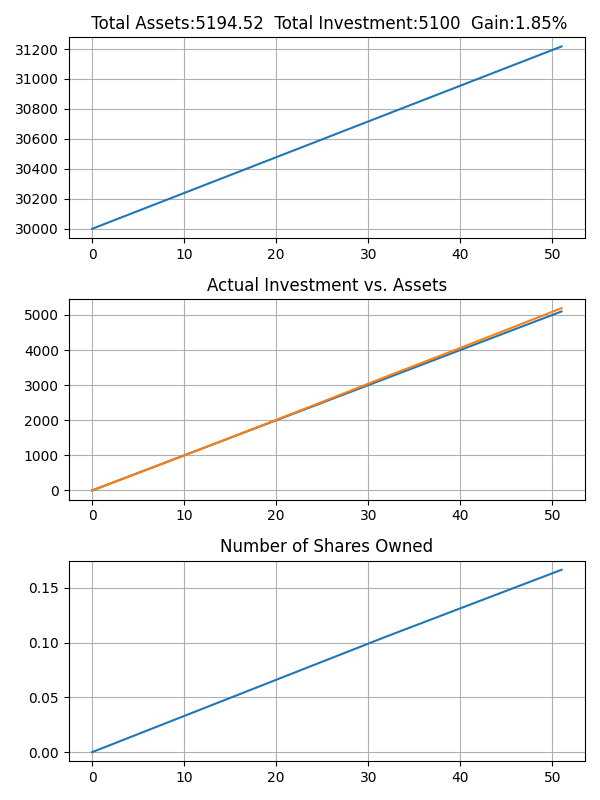 Total Assets:5194.52  Total Investment:5100  Gain:1.85%
31200
31000
30800
30600
30400
30200
30000
0 10 20 30 40 50
Actual Investment vs. Assets
5000
4000
3000
2000
1000
0
0 10 20 30 40 50
Number of Shares Owned
0.15
0.10
0.05
0.00
0 10 20 30 40 50